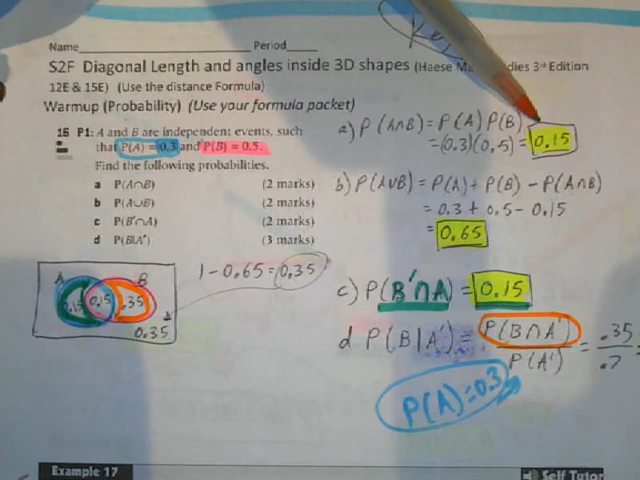 Name____________________ Period____
S2F Diagonal Length and angles inside 3D shapes (Haese M dies 3rd Edition
12E & 15E) (Use the distance Formula)
Warmup (Probability) (Use your formula packet)
16 P1: A and B are independent events, such
that P(A) = 0.3 and P(B) = 0.5.
Find the following probabilities.
a P(A∩B) (2 marks)
b P(A∪B) (2 marks)
c P(B'∩A) (2 marks)
d P(B|A') (3 marks)
a) P(A∩B) = P(A) P(B)
= (0.3)(0.5) = 0.15
b) P(A∪B) = P(A) + P(B) - P(A∩B)
= 0.3 + 0.5 - 0.15
= 0.65
1 - 0.65 = 0.35
A B
.15 0.15 .35
0.35
c) P(B'∩A) = 0.15
d P(B|A') = P(B∩A') / P(A') = .35 / .7 =
P(A) = 0.3
Example 17 Self Tutor